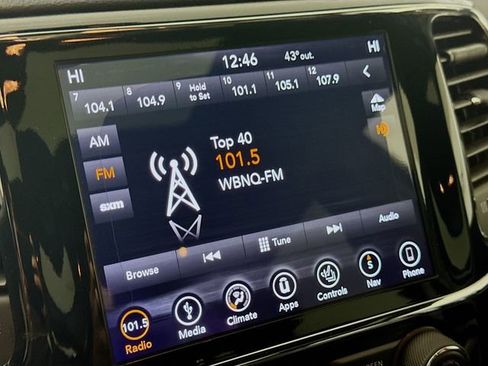 HI 12:46 43°out. HI
7 104.1 8 104.9 9 Hold to Set 10 101.1 11 105.1 12 107.9
Map
AM
FM
sxm
Top 40
101.5
WBNQ-FM
Browse Tune Audio
101.5
Radio Media Climate Apps Controls Nav Phone
S